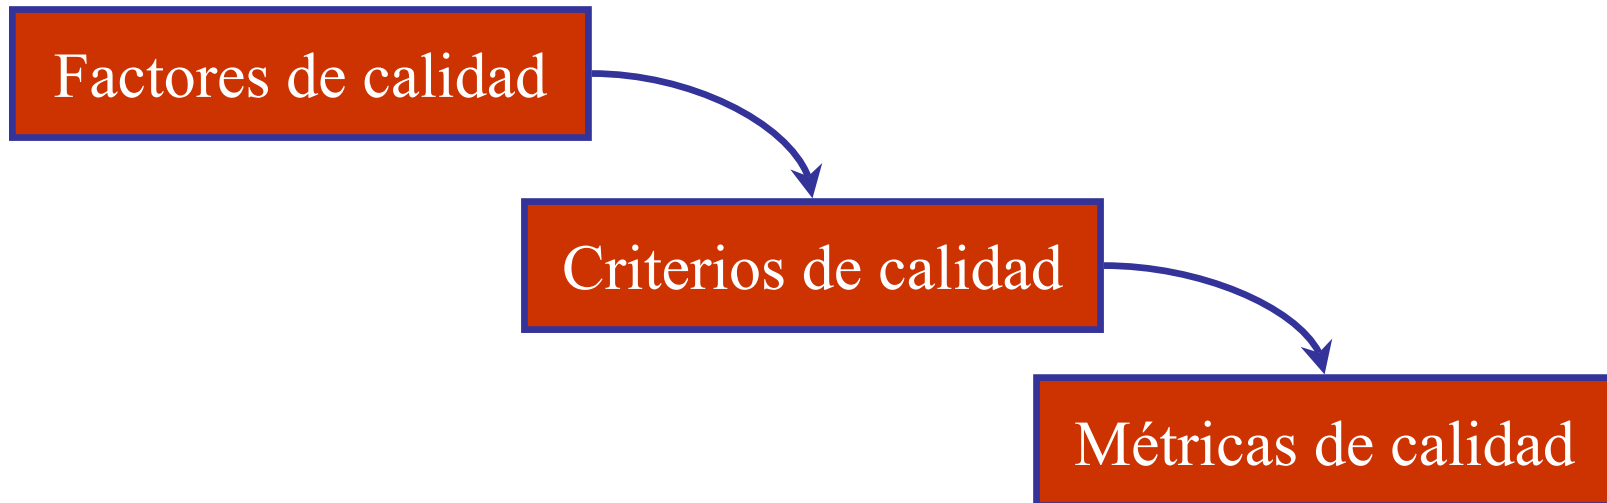 Factores de calidad
Criterios de calidad
Métricas de calidad